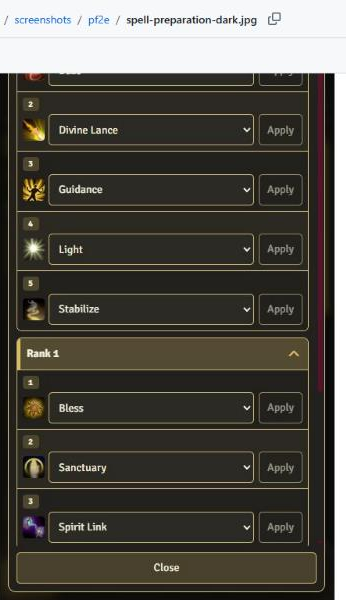 / screenshots / pf2e / spell-preparation-dark.jpg
2
Divine Lance Apply
3
Guidance Apply
4
Light Apply
5
Stabilize Apply
Rank 1
1
Bless Apply
2
Sanctuary Apply
3
Spirit Link Apply
Close